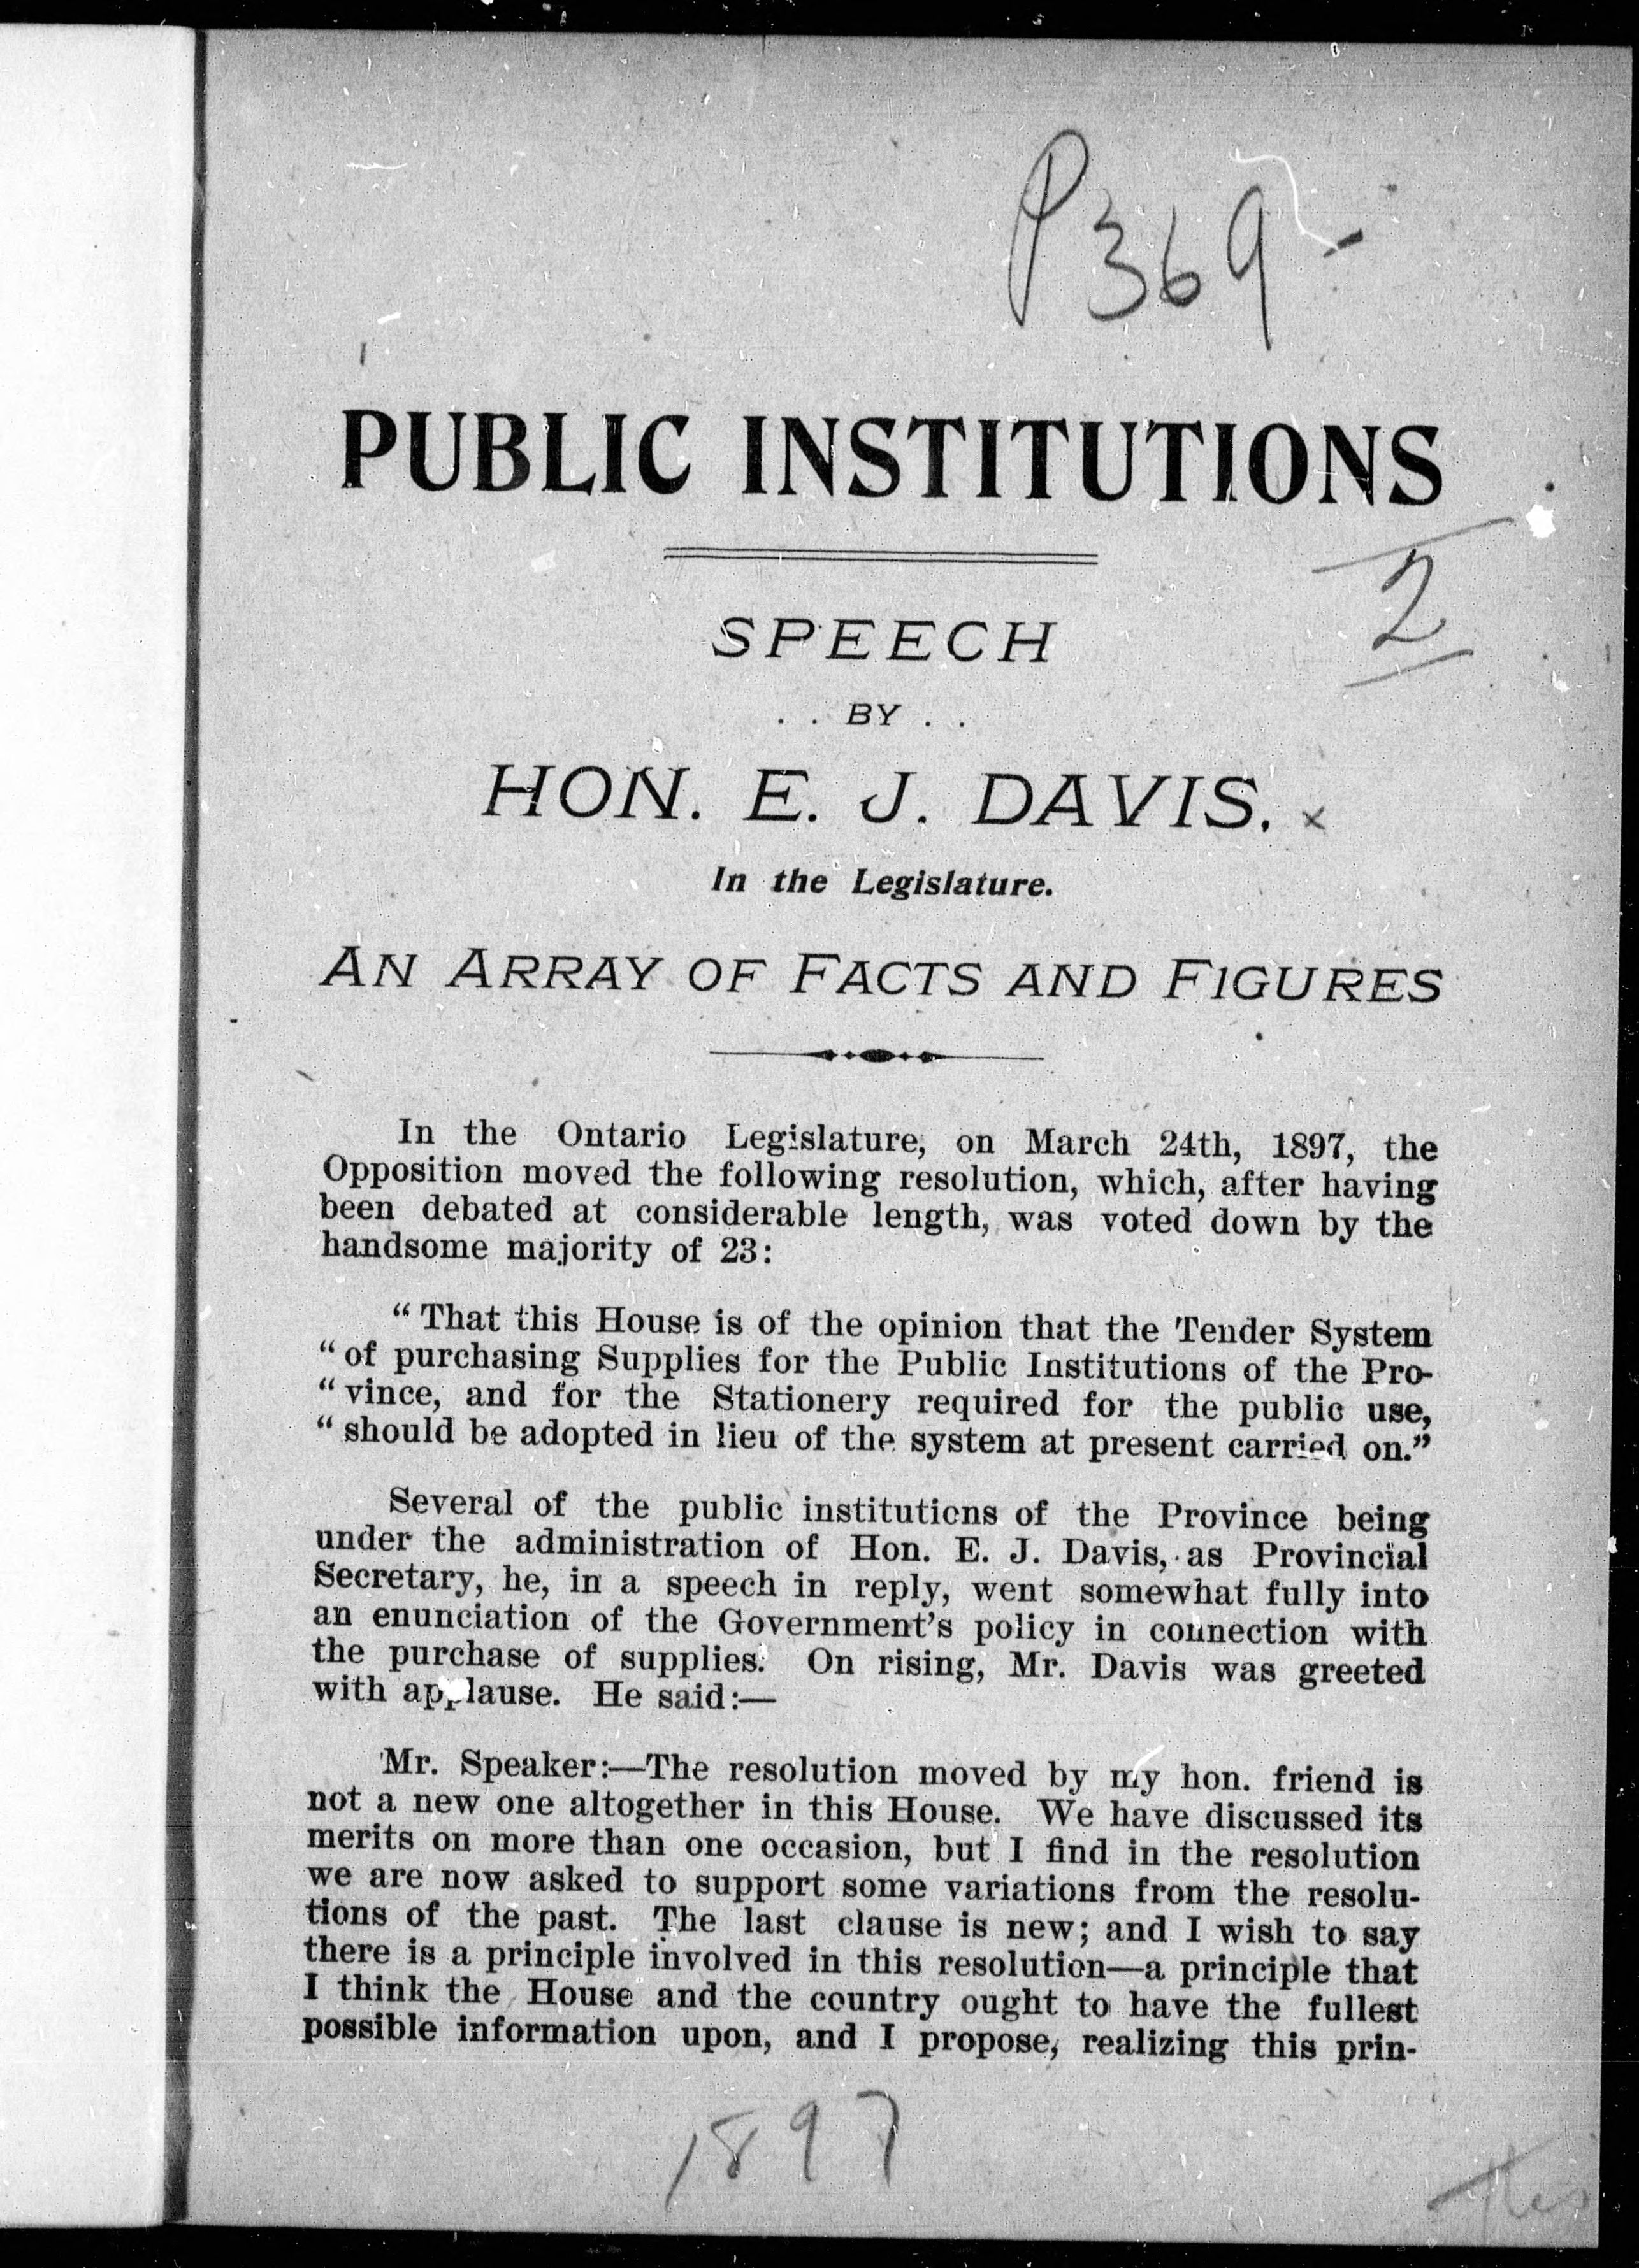 P 369-
PUBLIC INSTITUTIONS
2
SPEECH
. . BY . .
HON. E. J. DAVIS. x
In the Legislature.
AN ARRAY OF FACTS AND FIGURES
In the Ontario Legislature, on March 24th, 1897, the
Opposition moved the following resolution, which, after having
been debated at considerable length, was voted down by the
handsome majority of 23:
“That this House is of the opinion that the Tender System
“of purchasing Supplies for the Public Institutions of the Pro-
“vince, and for the Stationery required for the public use,
“should be adopted in lieu of the system at present carried on.”
Several of the public institutions of the Province being
under the administration of Hon. E. J. Davis, as Provincial
Secretary, he, in a speech in reply, went somewhat fully into
an enunciation of the Government’s policy in connection with
the purchase of supplies. On rising, Mr. Davis was greeted
with applause. He said:—
Mr. Speaker:—The resolution moved by my hon. friend is
not a new one altogether in this House. We have discussed its
merits on more than one occasion, but I find in the resolution
we are now asked to support some variations from the resolu-
tions of the past. The last clause is new; and I wish to say
there is a principle involved in this resolution—a principle that
I think the House and the country ought to have the fullest
possible information upon, and I propose, realizing this prin-
1897